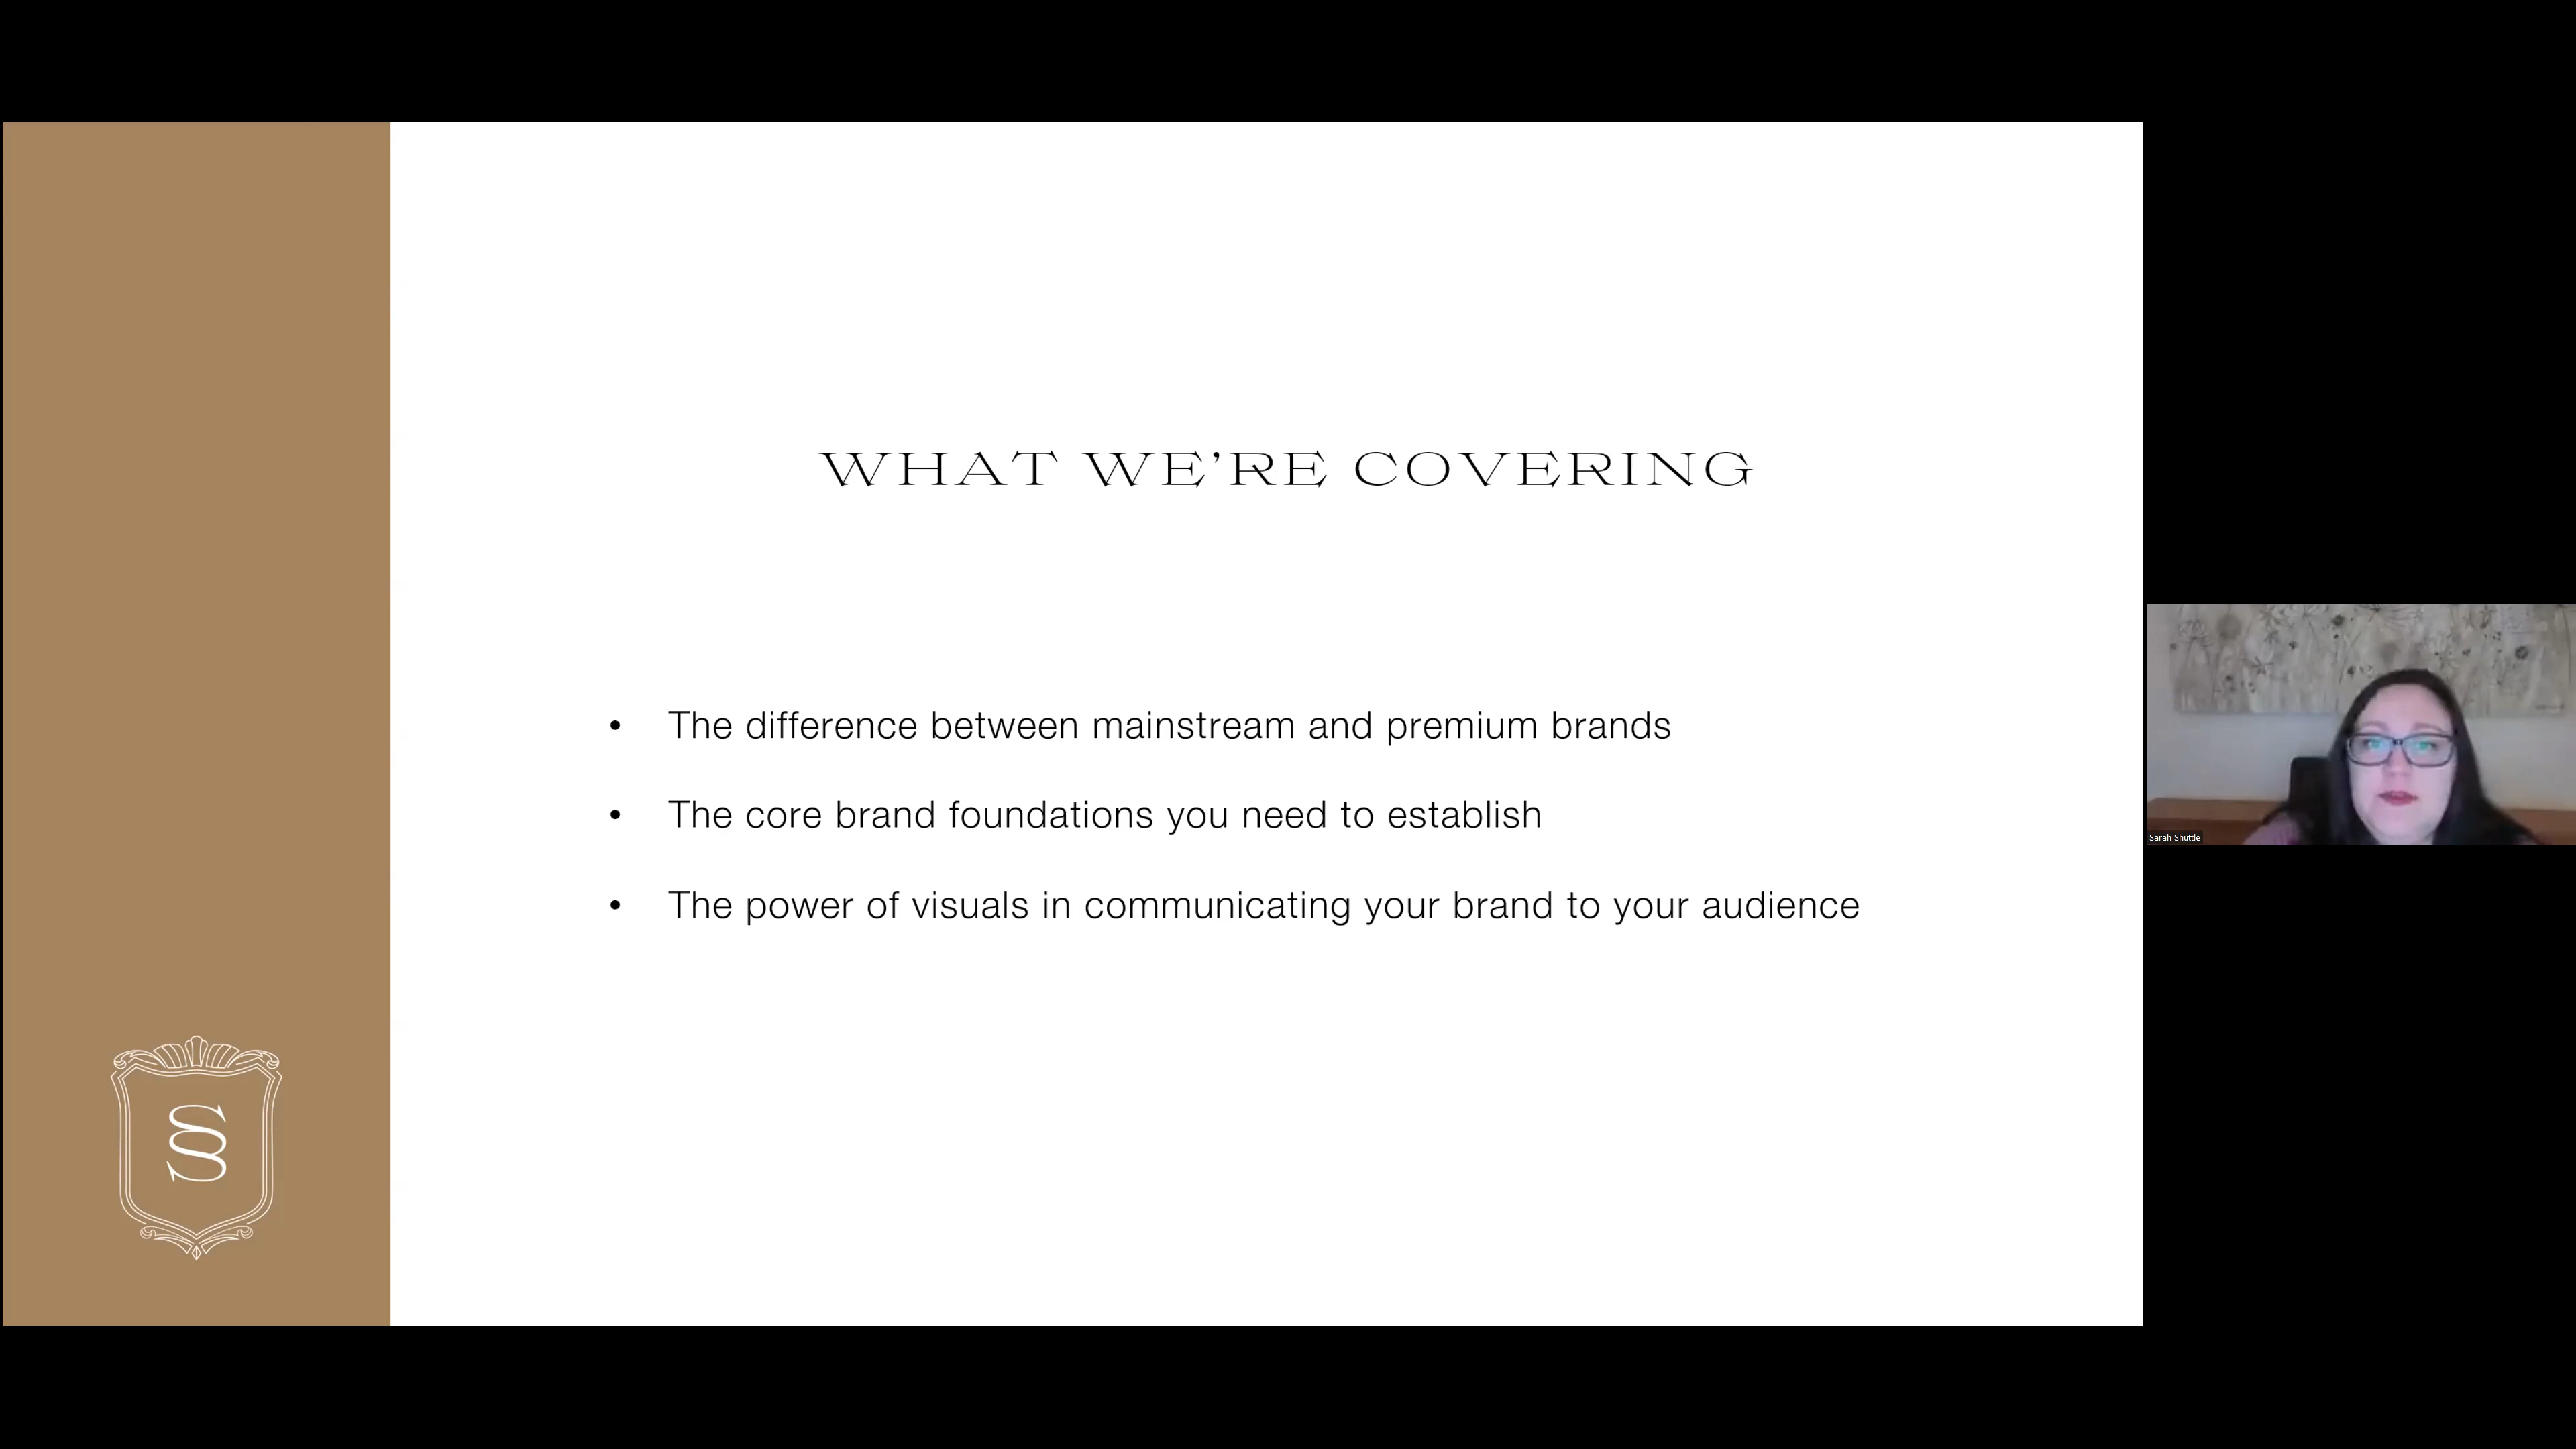 WHAT WE’RE COVERING
• The difference between mainstream and premium brands
• The core brand foundations you need to establish
• The power of visuals in communicating your brand to your audience
SS
Sarah Shuttle